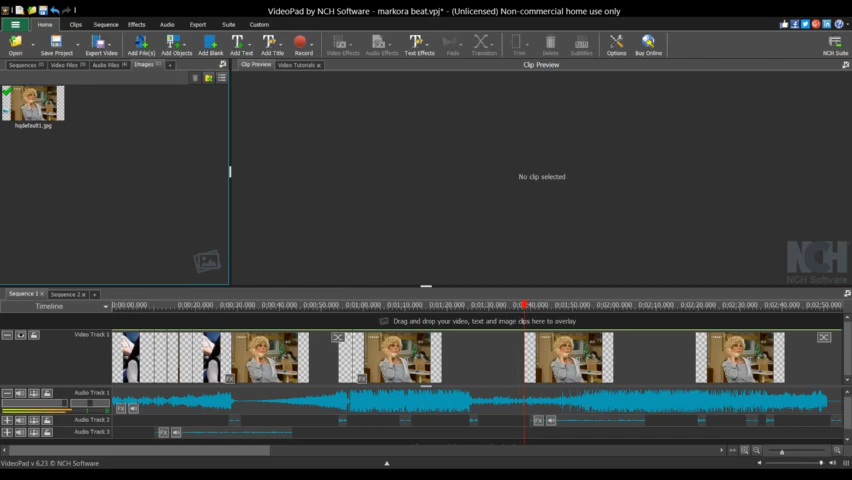 VideoPad by NCH Software - markora beat.vpj* - (Unlicensed) Non-commercial home use only
Home Clips Sequence Effects Audio Export Suite Custom
Open Save Project Export Video Add File(s) Add Objects Add Blank Add Text Add Title Record Video Effects Audio Effects Text Effects Fade Transition Trim Delete Subtitles Options Buy Online NCH Suite
Sequences Video Files Audio Files Images Clip Preview Video Tutorials Clip Preview
hqdefault1.jpg
No clip selected
NCH
NCH Software
Sequence 1 Sequence 2
Timeline 0:00:00.000 0:00:20.000 0:00:30.000 0:00:40.000 0:00:50.000 0:01:00.000 0:01:10.000 0:01:20.000 0:01:30.000 0:01:50.000 0:02:00.000 0:02:10.000 0:02:20.000 0:02:30.000 0:02:40.000 0:02:50.000
Drag and drop your video, text and image clips here to overlay
Video Track 1
FX FX
Audio Track 1
FX
Audio Track 2 FX
Audio Track 3 FX
VideoPad v 6.23 © NCH Software